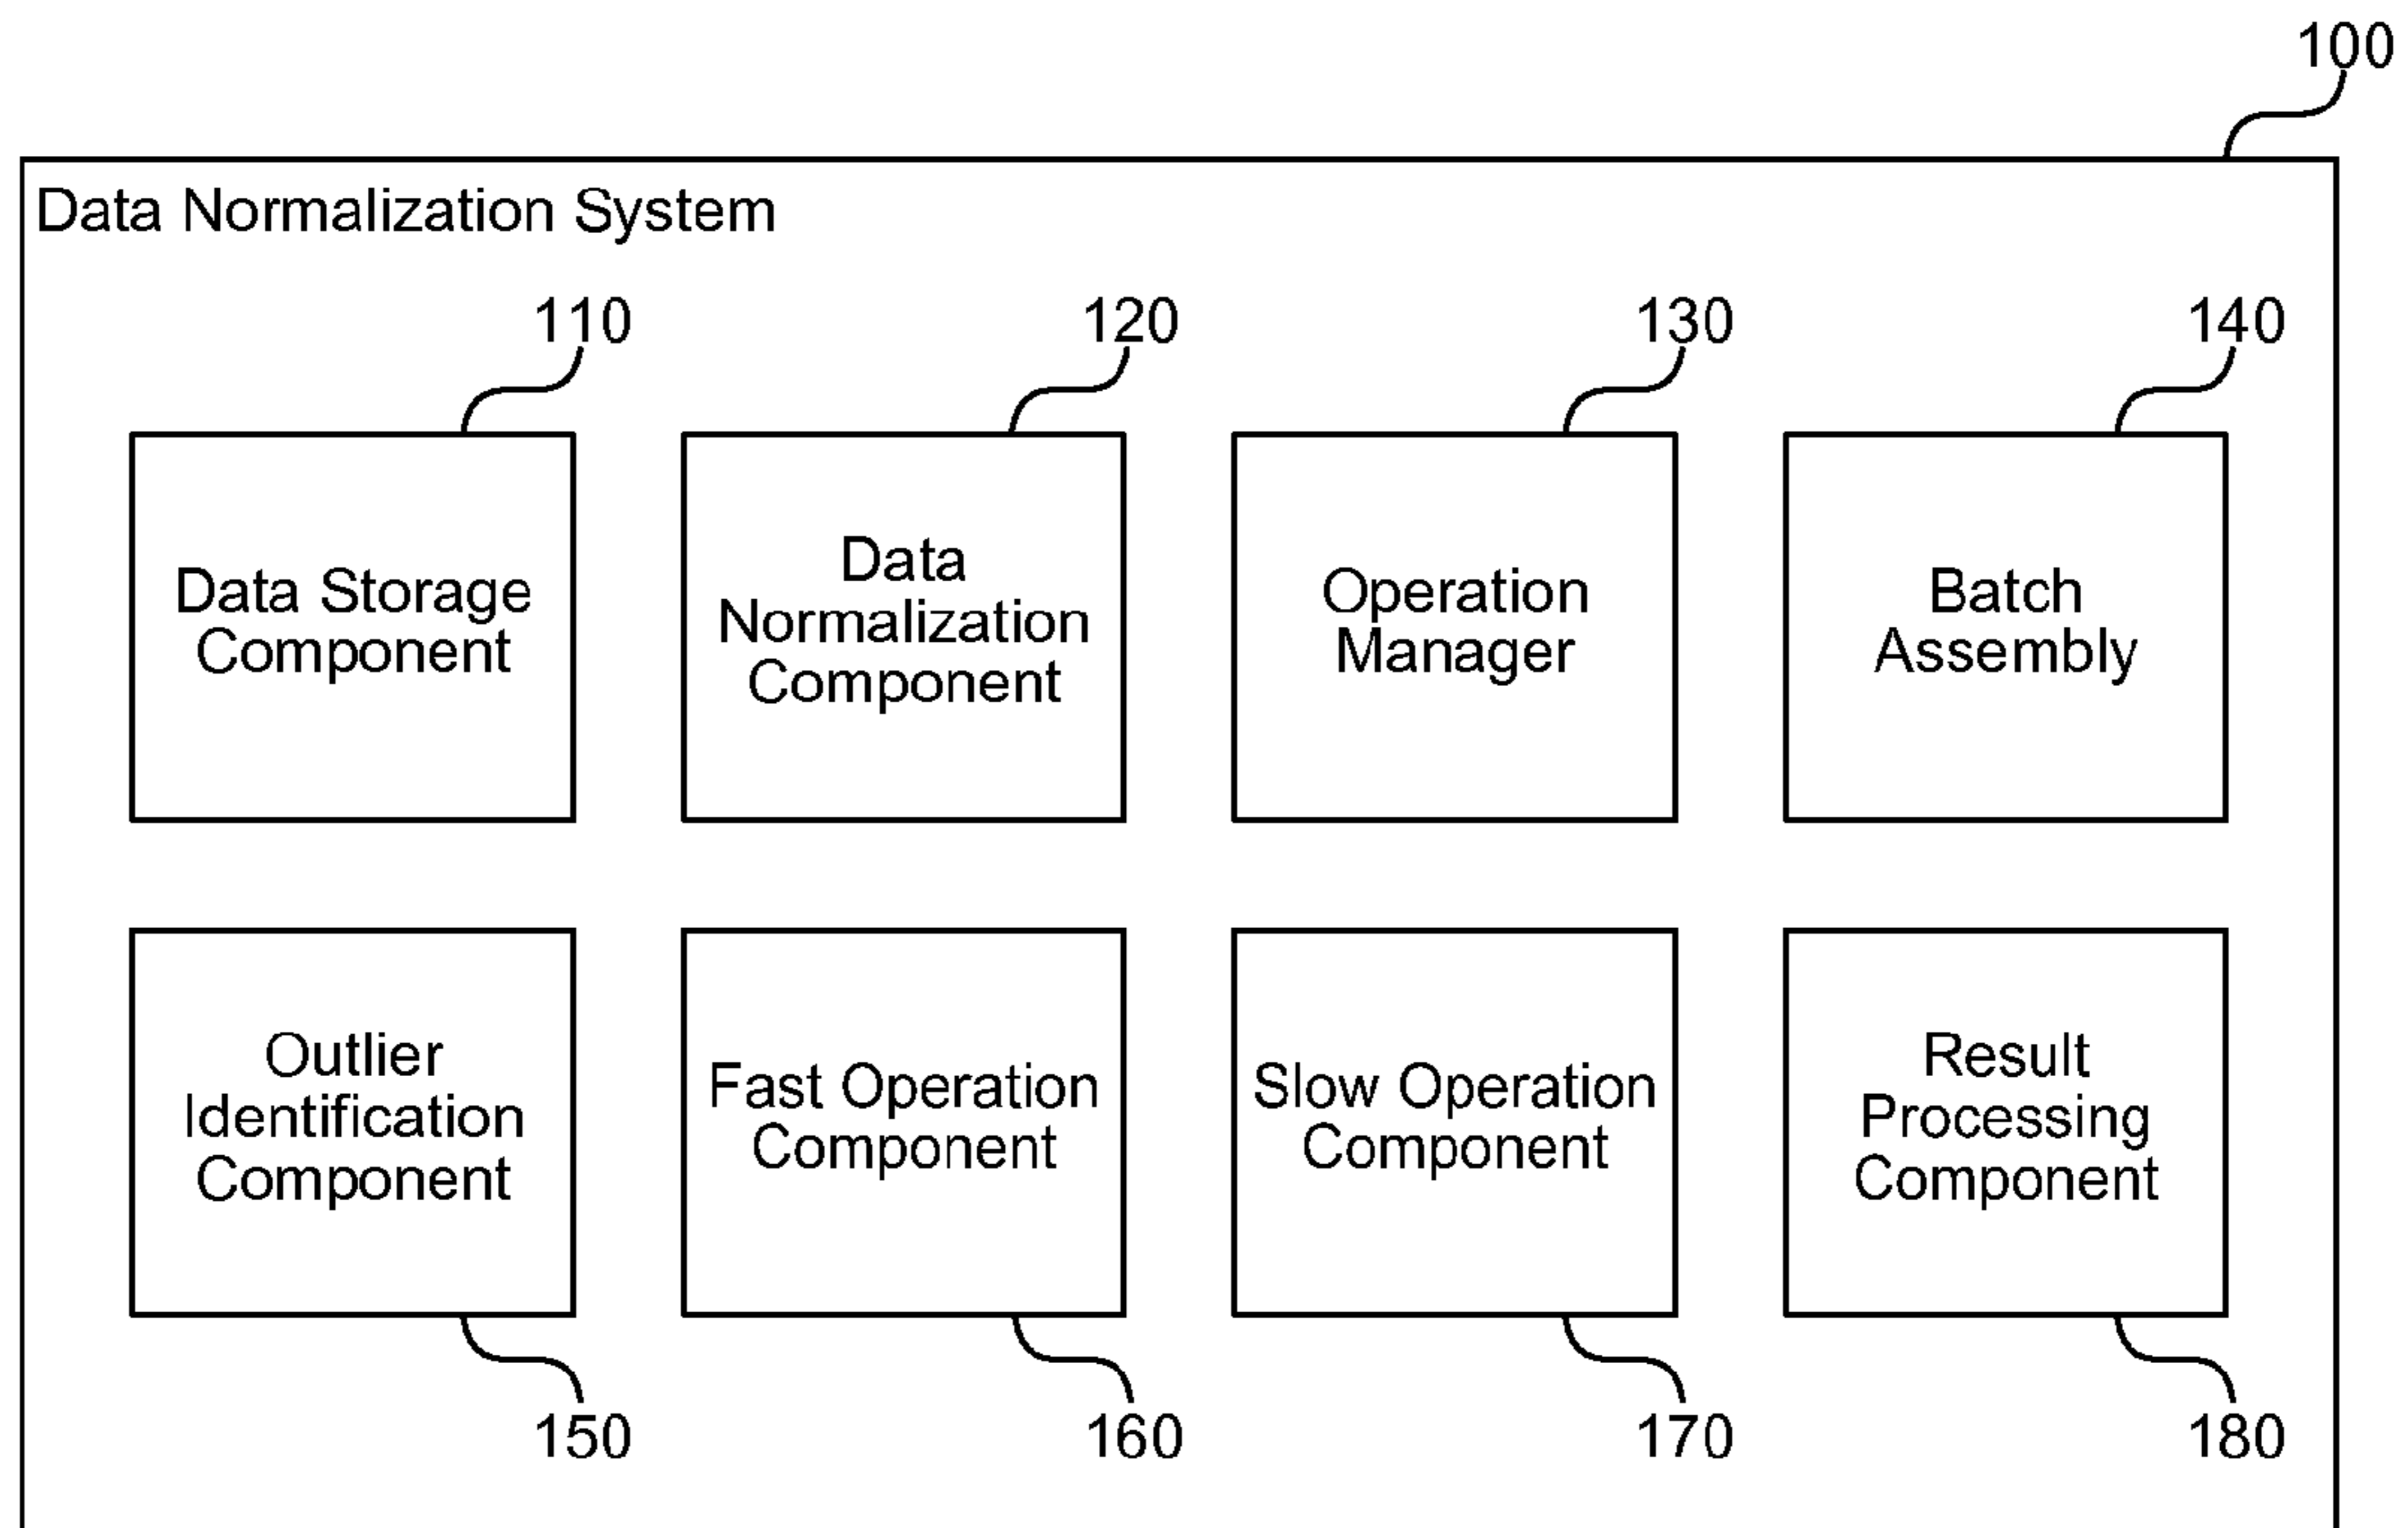 100
Data Normalization System
110
120
130
140
Data Storage
Component
Data
Normalization
Component
Operation
Manager
Batch
Assembly
Outlier
Identification
Component
Fast Operation
Component
Slow Operation
Component
Result
Processing
Component
150
160
170
180